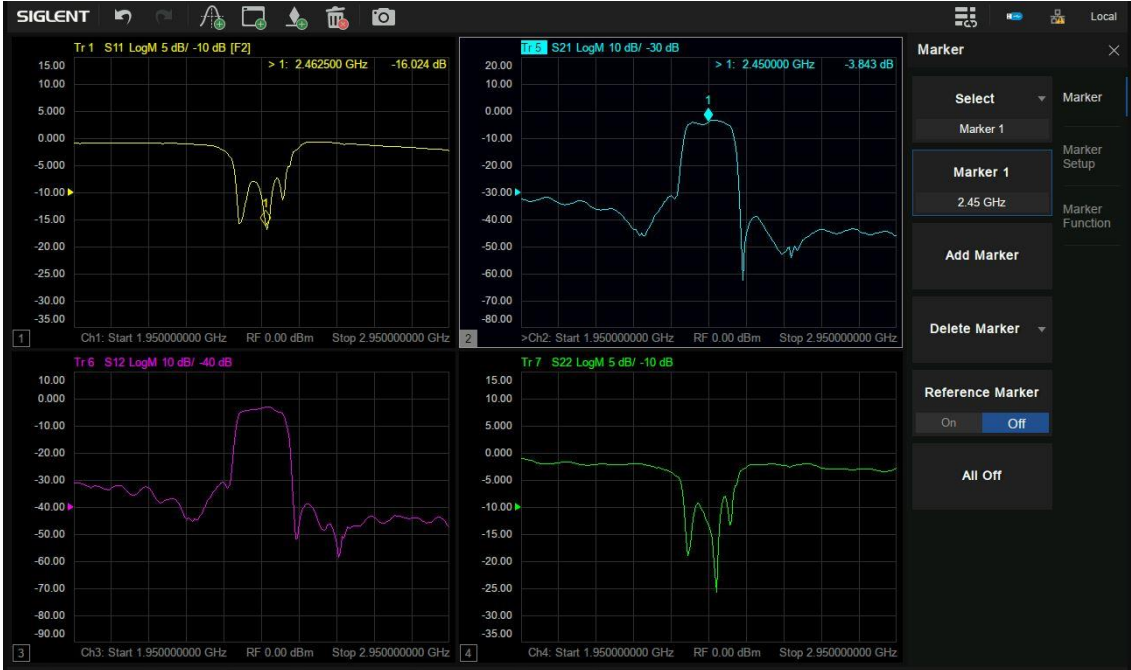 SIGLENT
Local
Tr 1 S11 LogM 5 dB/ -10 dB [F2]
> 1: 2.462500 GHz -16.024 dB
15.00
10.00
5.000
0.000
-5.000
-10.00
-15.00
-20.00
-25.00
-30.00
-35.00
1
1
Ch1: Start 1.950000000 GHz RF 0.00 dBm Stop 2.950000000 GHz
Tr 5 S21 LogM 10 dB/ -30 dB
> 1: 2.450000 GHz -3.843 dB
20.00
10.00
0.000
-10.00
-20.00
-30.00
-40.00
-50.00
-60.00
-70.00
-80.00
1
2
>Ch2: Start 1.950000000 GHz RF 0.00 dBm Stop 2.950000000 GHz
Tr 6 S12 LogM 10 dB/ -40 dB
10.00
0.000
-10.00
-20.00
-30.00
-40.00
-50.00
-60.00
-70.00
-80.00
-90.00
3
Ch3: Start 1.950000000 GHz RF 0.00 dBm Stop 2.950000000 GHz
Tr 7 S22 LogM 5 dB/ -10 dB
15.00
10.00
5.000
0.000
-5.000
-10.00
-15.00
-20.00
-25.00
-30.00
-35.00
4
Ch4: Start 1.950000000 GHz RF 0.00 dBm Stop 2.950000000 GHz
Marker
Select
Marker 1
Marker 1
2.45 GHz
Add Marker
Delete Marker
Reference Marker
On Off
All Off
Marker
Marker
Setup
Marker
Function